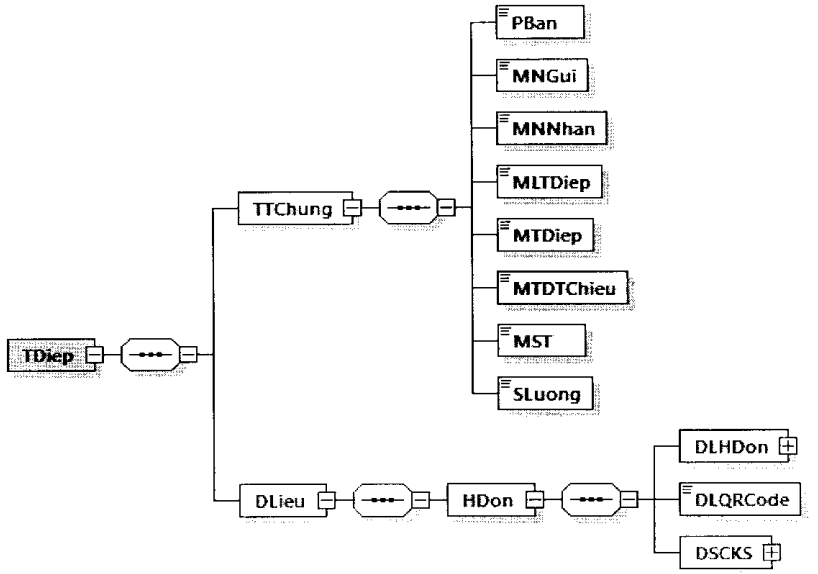 PBan
MNGui
MNNhan
MLTDiep
TTChung
MTDiep
MTDTChieu
TDiep
MST
SLuong
DLHDon
DLieu
HDon
DLQRCode
DSCKS